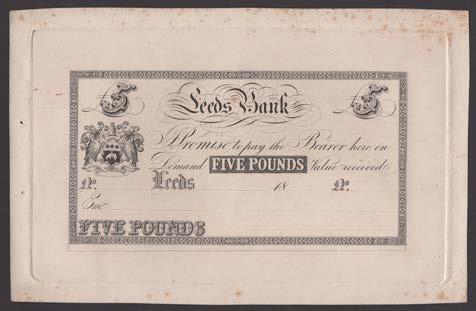 £5 Leeds Bank £5
I Promise to pay the Bearer here on
Demand FIVE POUNDS Value received
No. Leeds 18 No.
Ent.
FIVE POUNDS